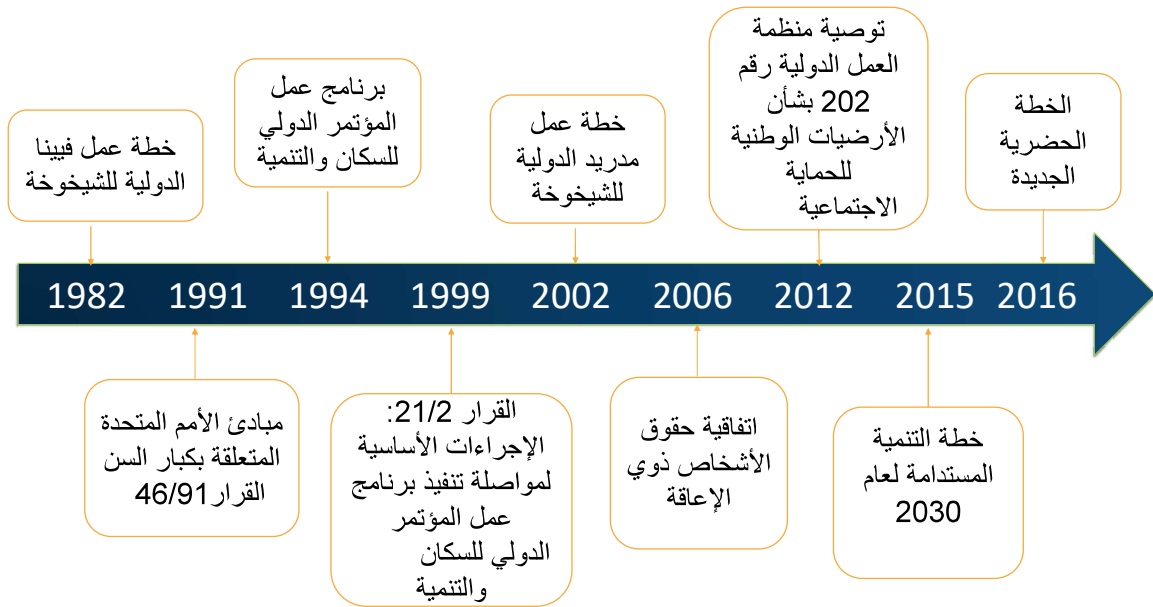 خطة عمل فيينا
الدولية للشيخوخة
برنامج عمل
المؤتمر الدولي
للسكان والتنمية
خطة عمل
مدريد الدولية
للشيخوخة
توصية منظمة
العمل الدولية رقم
202 بشأن
الأرضيات الوطنية
للحماية
الاجتماعية
الخطة
الحضرية
الجديدة
1982 1991 1994 1999 2002 2006 2012 2015 2016
مبادئ الأمم المتحدة
المتعلقة بكبار السن
القرار46/91
القرار 21/2:
الإجراءات الأساسية
لمواصلة تنفيذ برنامج
عمل المؤتمر
الدولي للسكان
والتنمية
اتفاقية حقوق
الأشخاص ذوي
الإعاقة
خطة التنمية
المستدامة لعام
2030